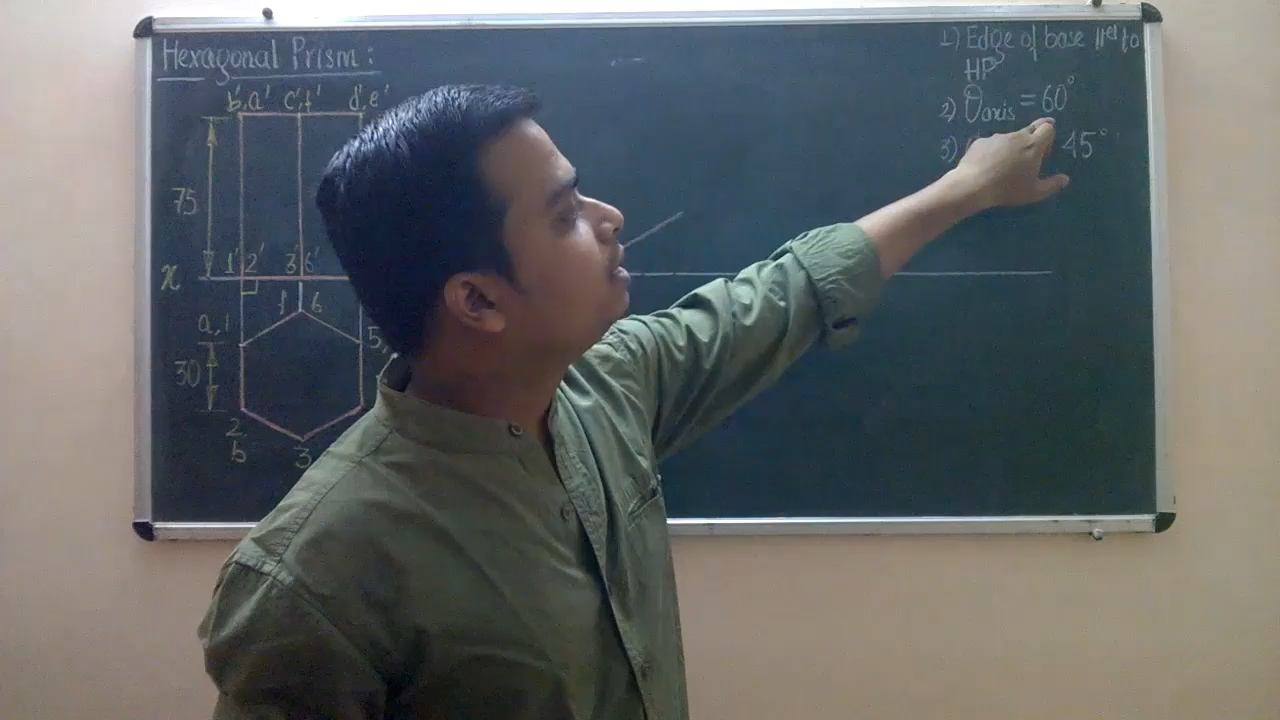 Hexagonal Prism:
1) Edge of base ||el to
HP
2) θaxis = 60°
3) 45°
b',a' c',f' d',e'
75
1' 2' 3' 6'
x
f 6
a,1
5,
30
2
b
3